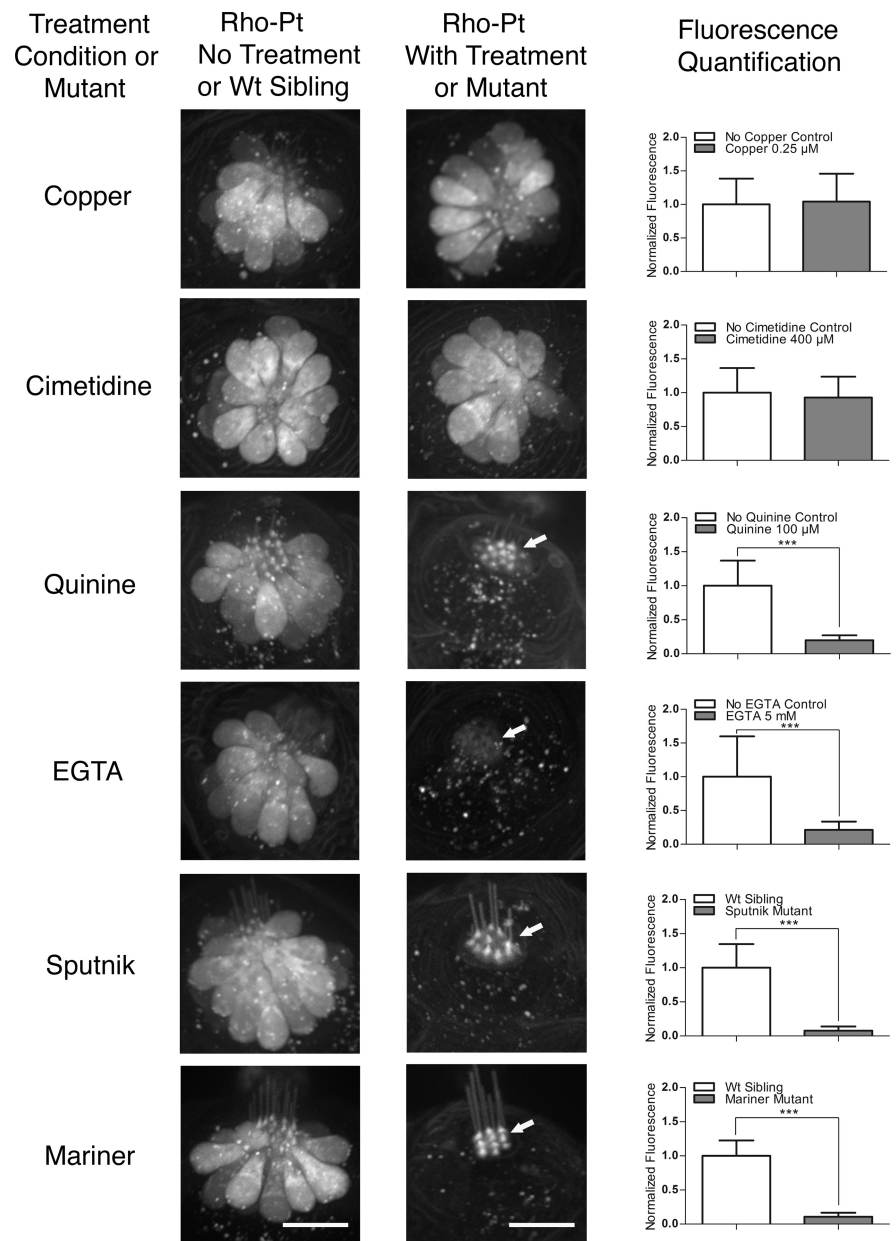 Treatment
Condition or
Mutant
Rho-Pt
No Treatment
or Wt Sibling
Rho-Pt
With Treatment
or Mutant
Fluorescence
Quantification
Copper
Normalized Fluorescence
2.0
1.5
1.0
0.5
0.0
No Copper Control
Copper 0.25 µM
Cimetidine
Normalized Fluorescence
2.0
1.5
1.0
0.5
0.0
No Cimetidine Control
Cimetidine 400 µM
Quinine
Normalized Fluorescence
2.0
1.5
1.0
0.5
0.0
No Quinine Control
Quinine 100 µM
***
EGTA
Normalized Fluorescence
2.0
1.5
1.0
0.5
0.0
No EGTA Control
EGTA 5 mM
***
Sputnik
Normalized Fluorescence
2.0
1.5
1.0
0.5
0.0
Wt Sibling
Sputnik Mutant
***
Mariner
Normalized Fluorescence
2.0
1.5
1.0
0.5
0.0
Wt Sibling
Mariner Mutant
***